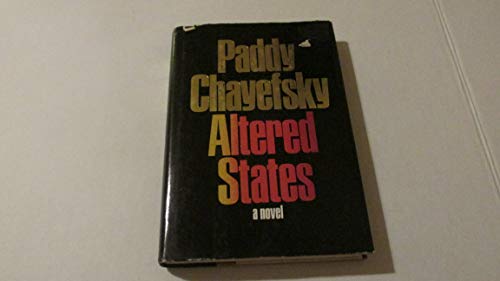 Paddy
Chayefsky
Altered
States
a novel